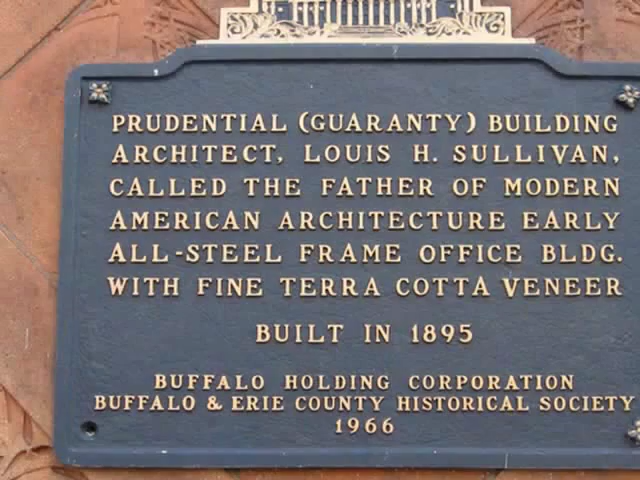 PRUDENTIAL (GUARANTY) BUILDING
ARCHITECT, LOUIS H. SULLIVAN,
CALLED THE FATHER OF MODERN
AMERICAN ARCHITECTURE EARLY
ALL-STEEL FRAME OFFICE BLDG.
WITH FINE TERRA COTTA VENEER
BUILT IN 1895
BUFFALO HOLDING CORPORATION
BUFFALO & ERIE COUNTY HISTORICAL SOCIETY
1966